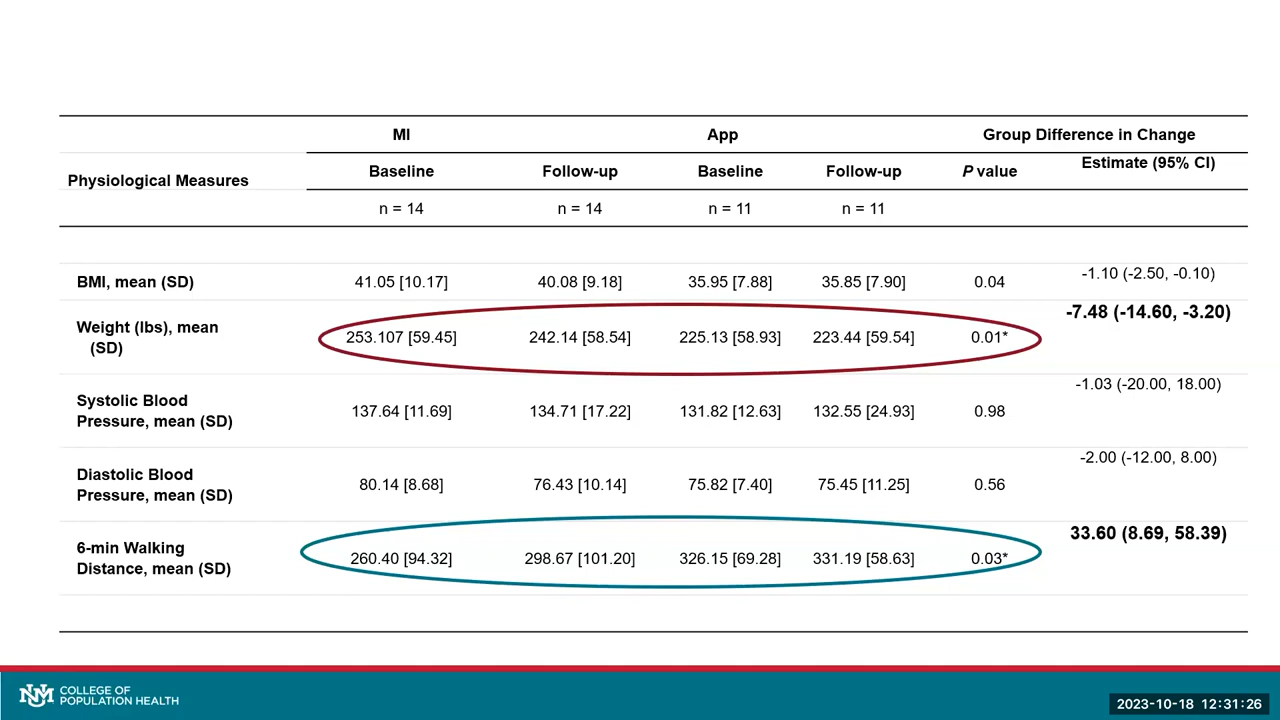 MI App Group Difference in Change
Physiological Measures Baseline Follow-up Baseline Follow-up P value Estimate (95% CI)
n = 14 n = 14 n = 11 n = 11
BMI, mean (SD) 41.05 [10.17] 40.08 [9.18] 35.95 [7.88] 35.85 [7.90] 0.04 -1.10 (-2.50, -0.10)
Weight (lbs), mean
(SD) 253.107 [59.45] 242.14 [58.54] 225.13 [58.93] 223.44 [59.54] 0.01* -7.48 (-14.60, -3.20)
Systolic Blood
Pressure, mean (SD) 137.64 [11.69] 134.71 [17.22] 131.82 [12.63] 132.55 [24.93] 0.98 -1.03 (-20.00, 18.00)
Diastolic Blood
Pressure, mean (SD) 80.14 [8.68] 76.43 [10.14] 75.82 [7.40] 75.45 [11.25] 0.56 -2.00 (-12.00, 8.00)
6-min Walking
Distance, mean (SD) 260.40 [94.32] 298.67 [101.20] 326.15 [69.28] 331.19 [58.63] 0.03* 33.60 (8.69, 58.39)
UNM COLLEGE OF
POPULATION HEALTH
2023-10-18 12:31:26